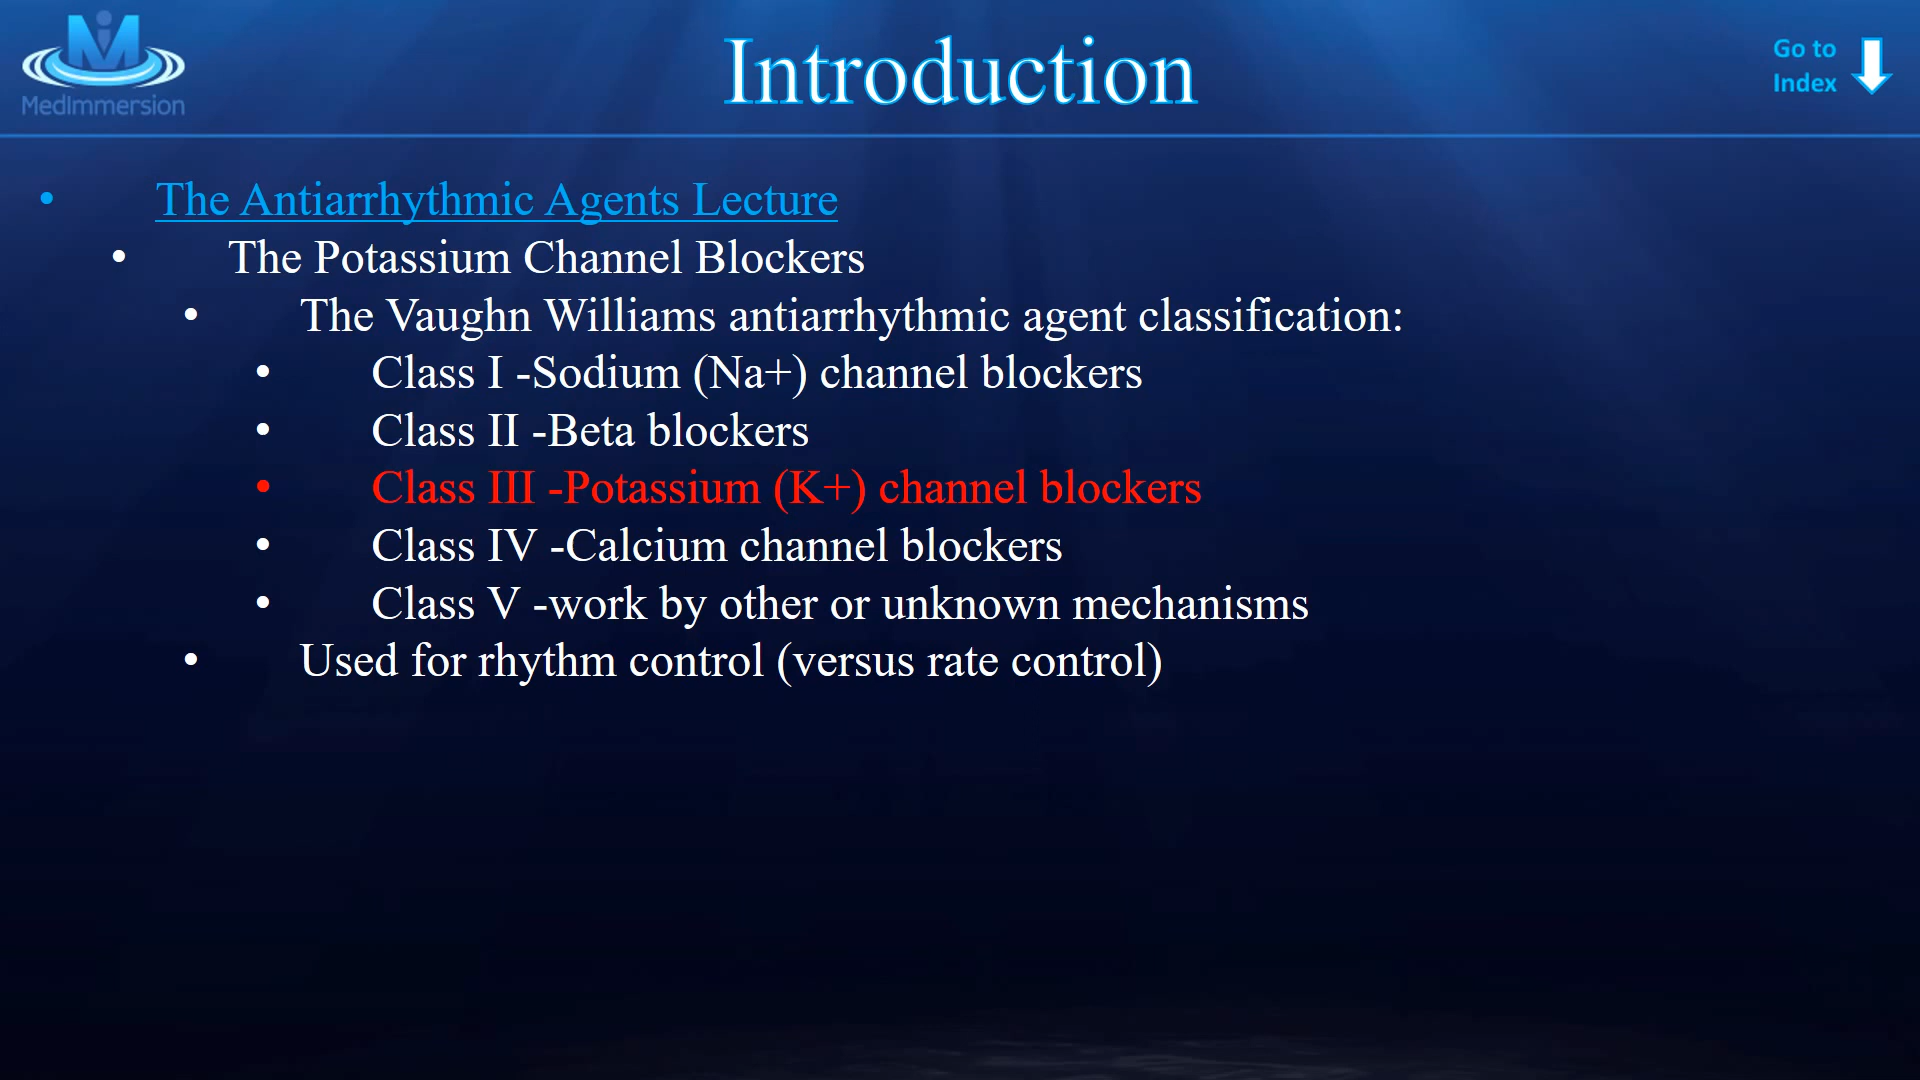 MedImmersion
Introduction
Go to
Index
• The Antiarrhythmic Agents Lecture
• The Potassium Channel Blockers
• The Vaughn Williams antiarrhythmic agent classification:
• Class I -Sodium (Na+) channel blockers
• Class II -Beta blockers
• Class III -Potassium (K+) channel blockers
• Class IV -Calcium channel blockers
• Class V -work by other or unknown mechanisms
• Used for rhythm control (versus rate control)